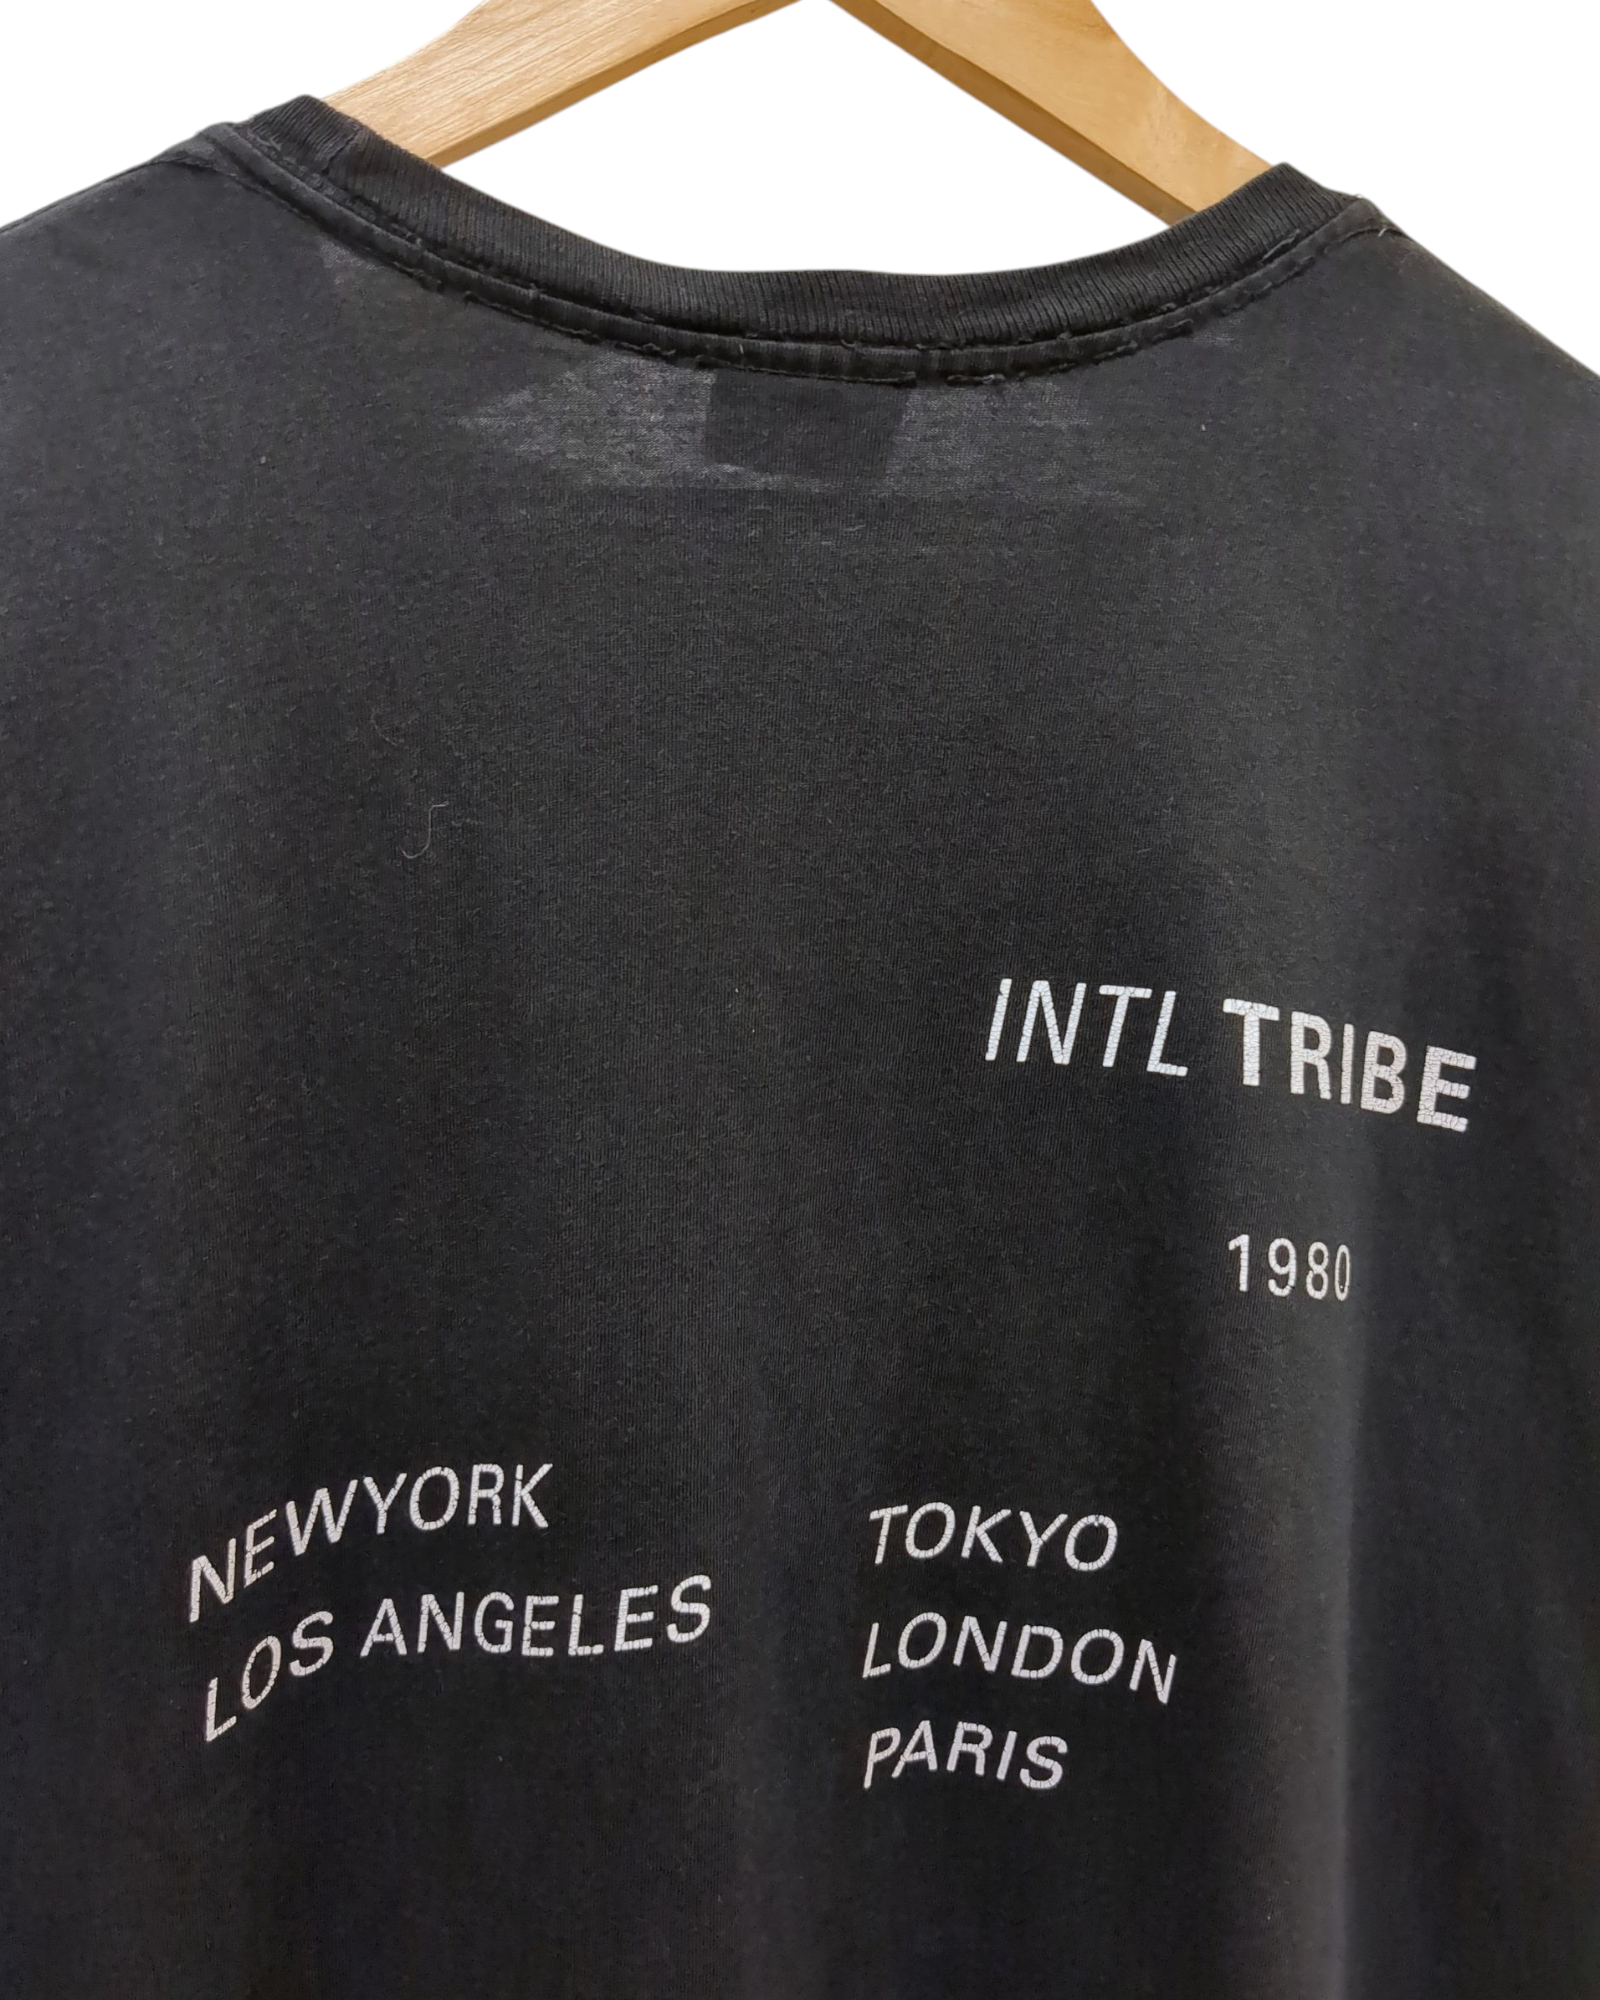 INTL TRIBE
1980
NEWYORK
LOS ANGELES
TOKYO
LONDON
PARIS